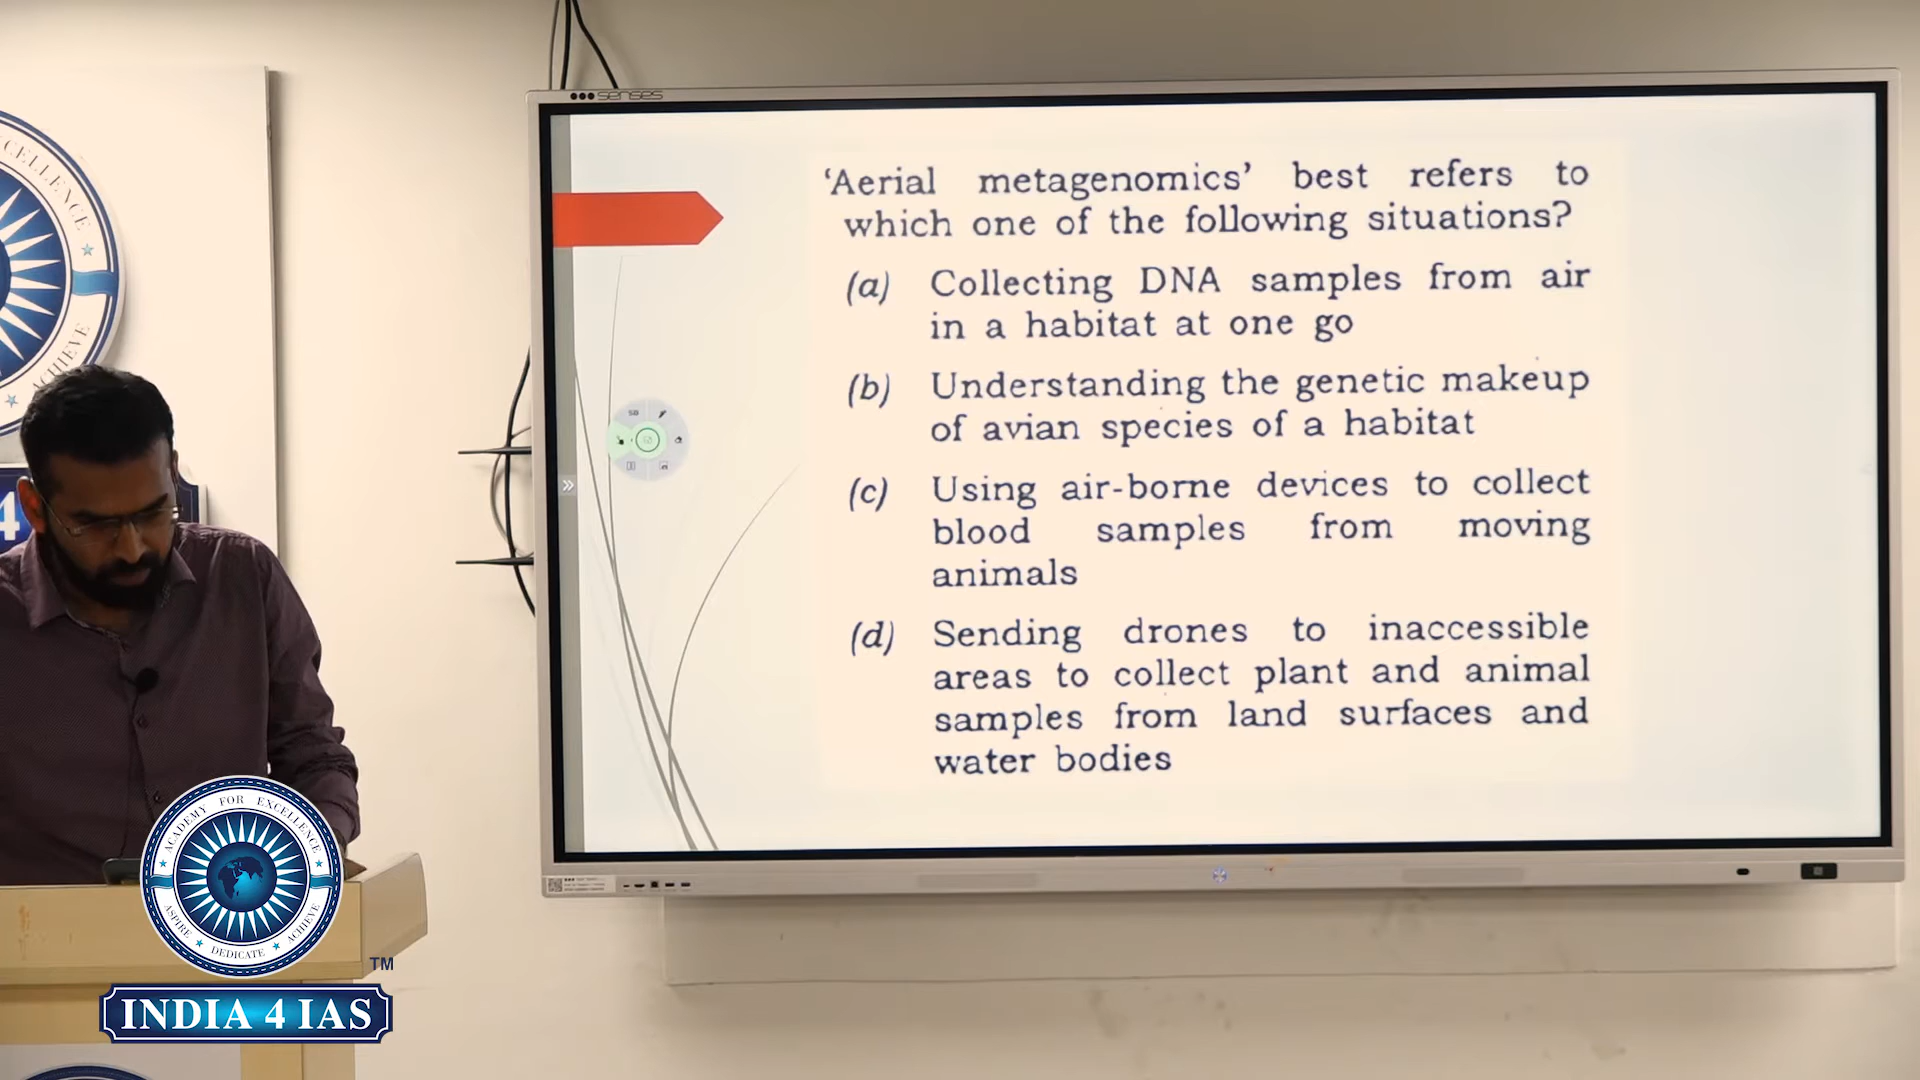 senses
'Aerial metagenomics' best refers to
which one of the following situations?
(a) Collecting DNA samples from air
in a habitat at one go
(b) Understanding the genetic makeup
of avian species of a habitat
(c) Using air-borne devices to collect
blood samples from moving
animals
(d) Sending drones to inaccessible
areas to collect plant and animal
samples from land surfaces and
water bodies
ACHIEVE
4
ACADEMY FOR EXCELLENCE
ASPIRE DEDICATE ACHIEVE
TM
INDIA 4 IAS